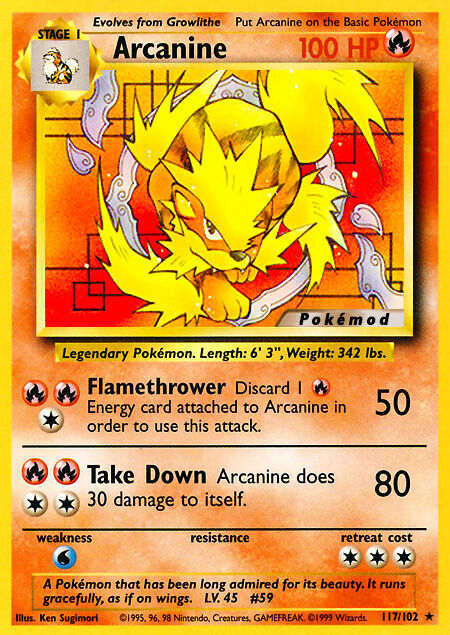 Evolves from Growlithe Put Arcanine on the Basic Pokémon
STAGE 1
Arcanine 100 HP
Pokémod
Legendary Pokémon. Length: 6' 3", Weight: 342 lbs.
Flamethrower Discard 1
Energy card attached to Arcanine in
order to use this attack.
50
Take Down Arcanine does
30 damage to itself.
80
weakness resistance retreat cost
A Pokémon that has been long admired for its beauty. It runs
gracefully, as if on wings. LV. 45 #59
Illus. Ken Sugimori ©1995, 96, 98 Nintendo, Creatures, GAMEFREAK. ©1999 Wizards. 117/102